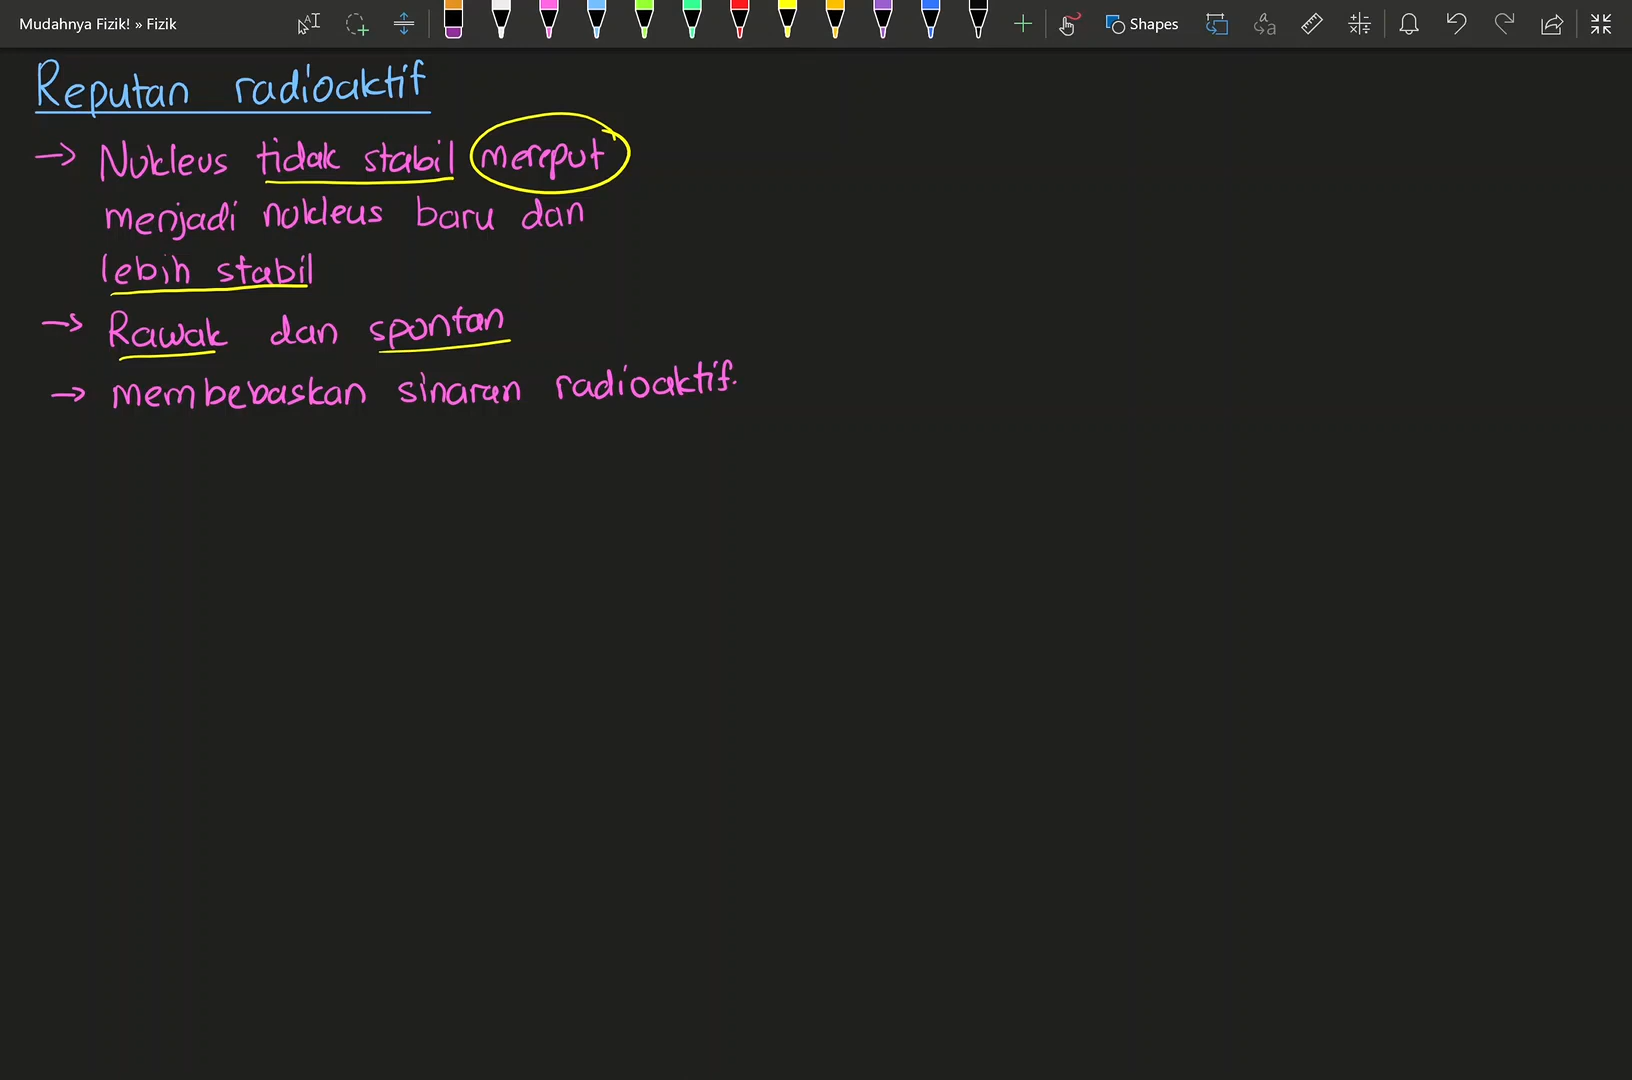 Mudahnya Fizik! » Fizik
Shapes
Reputan radioaktif
→ Nukleus tidak stabil mereput
menjadi nukleus baru dan
lebih stabil
→ Rawak dan spontan
→ membebaskan sinaran radioaktif.